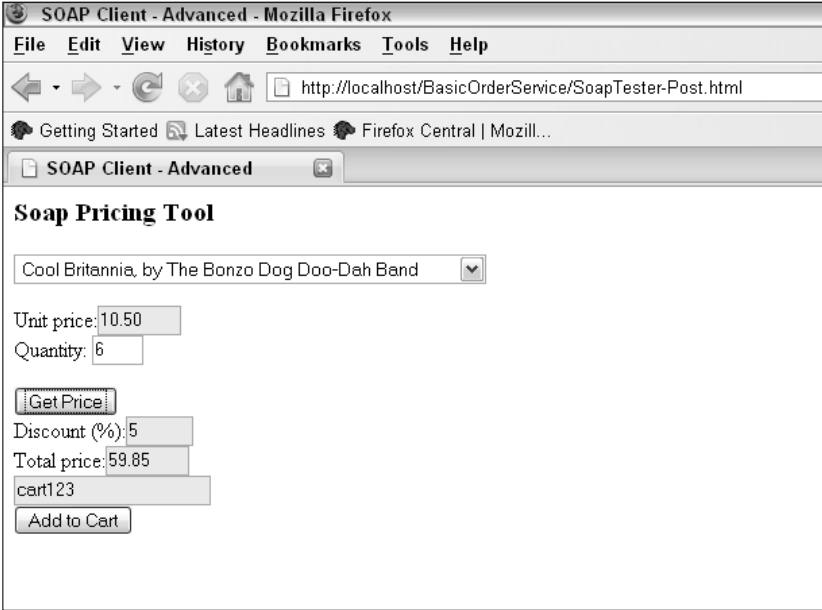 SOAP Client - Advanced - Mozilla Firefox
File Edit View History Bookmarks Tools Help
http://localhost/BasicOrderService/SoapTester-Post.html
Getting Started Latest Headlines Firefox Central | Mozill...
SOAP Client - Advanced
Soap Pricing Tool
Cool Britannia, by The Bonzo Dog Doo-Dah Band
Unit price: 10.50
Quantity: 6
Get Price
Discount (%): 5
Total price: 59.85
cart123
Add to Cart